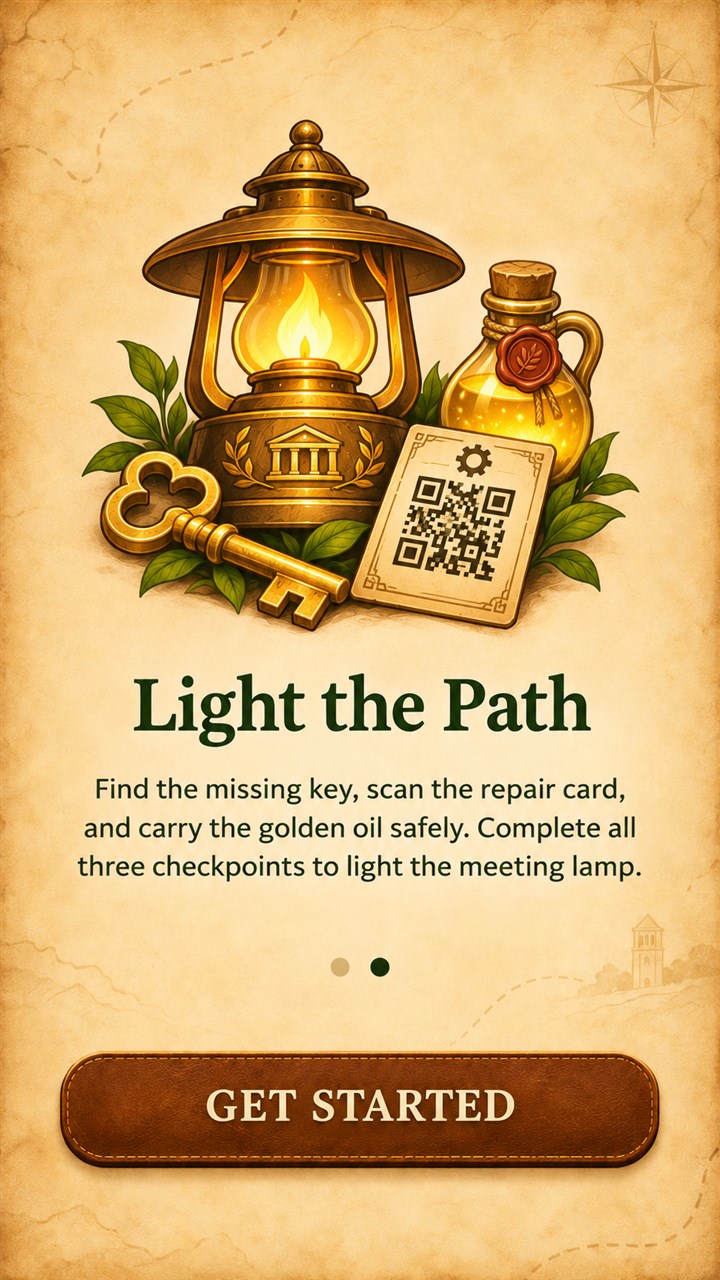 Light the Path
Find the missing key, scan the repair card,
and carry the golden oil safely. Complete all
three checkpoints to light the meeting lamp.
GET STARTED